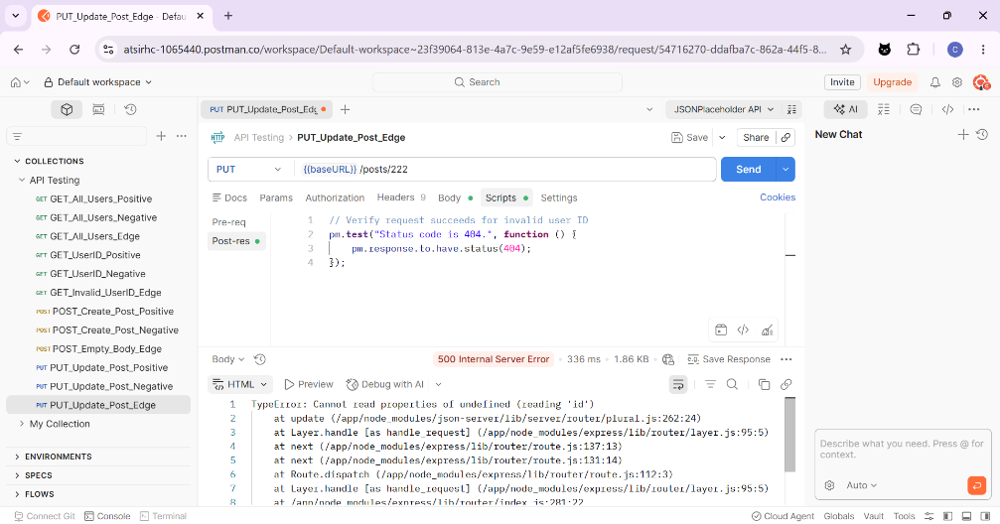 PUT_Update_Post_Edge - Defau
atsirhc-1065440.postman.co/workspace/Default-workspace~23f39064-813e-4a7c-9e59-e12af5fe6938/request/54716270-ddafba7c-862a-44f5-8...
C
Default workspace
Search
Invite
Upgrade
PUT PUT_Update_Post_Edg
JSONPlaceholder API
AI
COLLECTIONS
API Testing
GET GET_All_Users_Positive
GET GET_All_Users_Negative
GET GET_All_Users_Edge
GET GET_UserID_Positive
GET GET_UserID_Negative
GET GET_Invalid_UserID_Edge
POST POST_Create_Post_Positive
POST POST_Create_Post_Negative
POST POST_Empty_Body_Edge
PUT PUT_Update_Post_Positive
PUT PUT_Update_Post_Negative
PUT PUT_Update_Post_Edge
My Collection
ENVIRONMENTS
SPECS
FLOWS
HTTP API Testing > PUT_Update_Post_Edge
Save
Share
PUT
{{baseURL}} /posts/222
Send
Docs Params Authorization Headers 9 Body Scripts Settings
Cookies
Pre-req
Post-res
1 // Verify request succeeds for invalid user ID
2 pm.test("Status code is 404.", function () {
3 pm.response.to.have.status(404);
4 });
Body
500 Internal Server Error • 336 ms • 1.86 KB
Save Response
HTML
Preview
Debug with AI
1 TypeError: Cannot read properties of undefined (reading 'id')
2 at update (/app/node_modules/json-server/lib/server/router/plural.js:262:24)
3 at Layer.handle [as handle_request] (/app/node_modules/express/lib/router/layer.js:95:5)
4 at next (/app/node_modules/express/lib/router/route.js:137:13)
5 at next (/app/node_modules/express/lib/router/route.js:131:14)
6 at Route.dispatch (/app/node_modules/express/lib/router/route.js:112:3)
7 at Layer.handle [as handle_request] (/app/node_modules/express/lib/router/layer.js:95:5)
8 at /app/node_modules/express/lib/router/index.js:281:22
New Chat
Describe what you need. Press @ for
context.
Auto
Connect Git
Console
Terminal
Cloud Agent
Globals
Vault
Tools